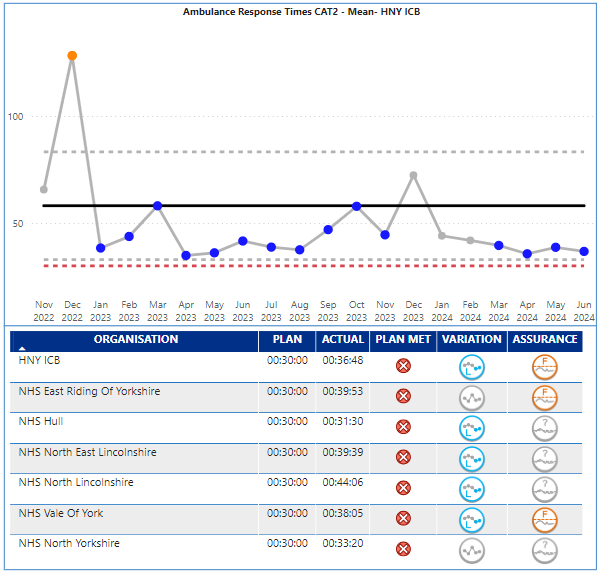 Ambulance Response Times CAT2 - Mean- HNY ICB
100
50
Nov Dec Jan Feb Mar Apr May Jun Jul Aug Sep Oct Nov Dec Jan Feb Mar Apr May Jun
2022 2022 2023 2023 2023 2023 2023 2023 2023 2023 2023 2023 2023 2023 2024 2024 2024 2024 2024 2024
ORGANISATION PLAN ACTUAL PLAN MET VARIATION ASSURANCE
HNY ICB 00:30:00 00:36:48 L F
NHS East Riding Of Yorkshire 00:30:00 00:39:53 F
NHS Hull 00:30:00 00:31:30 L ?
NHS North East Lincolnshire 00:30:00 00:39:39 L ?
NHS North Lincolnshire 00:30:00 00:44:06 L ?
NHS Vale Of York 00:30:00 00:38:05 L F
NHS North Yorkshire 00:30:00 00:33:20 ?